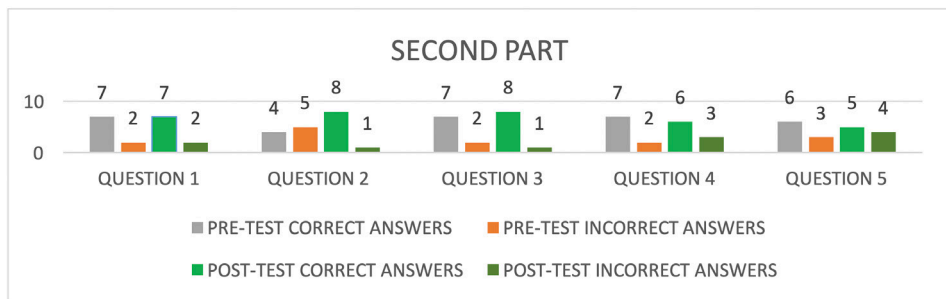 SECOND PART
7 2 7 2 4 5 8 1 7 2 8 1 7 2 6 3 6 3 5 4
10
0
QUESTION 1 QUESTION 2 QUESTION 3 QUESTION 4 QUESTION 5
PRE-TEST CORRECT ANSWERS PRE-TEST INCORRECT ANSWERS
POST-TEST CORRECT ANSWERS POST-TEST INCORRECT ANSWERS